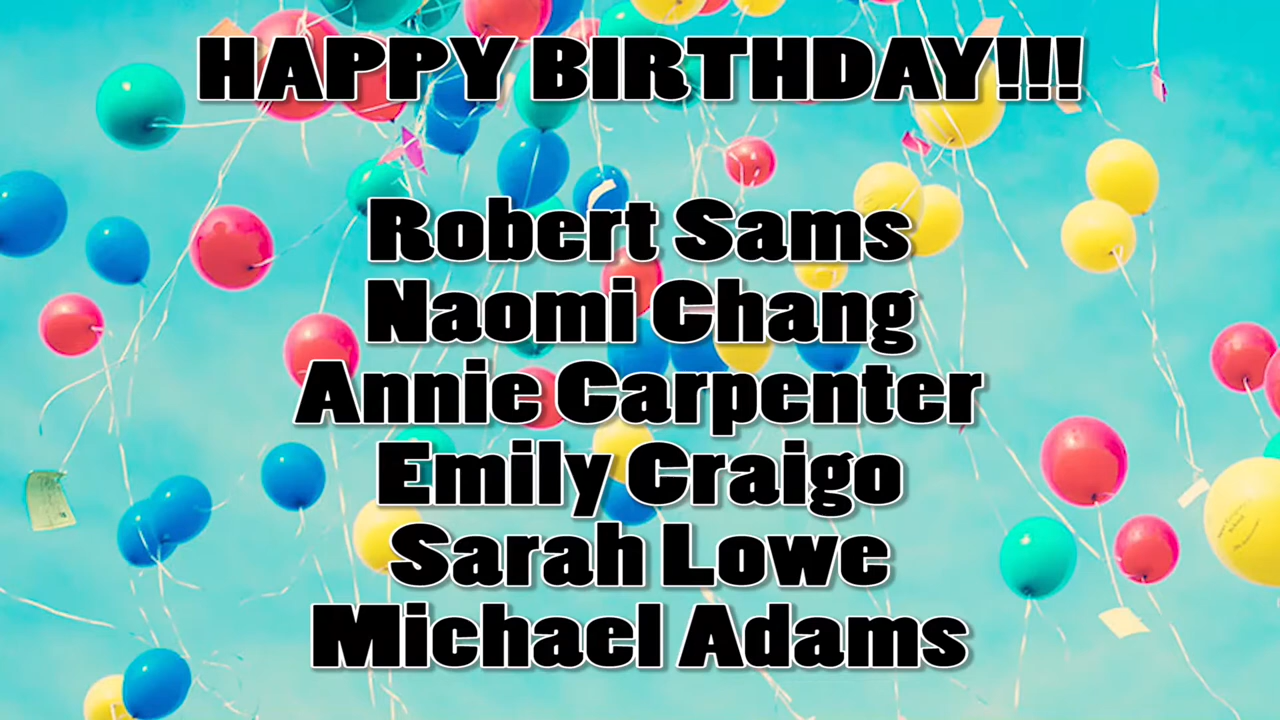 HAPPY BIRTHDAY!!!
Robert Sams
Naomi Chang
Annie Carpenter
Emily Craigo
Sarah Lowe
Michael Adams